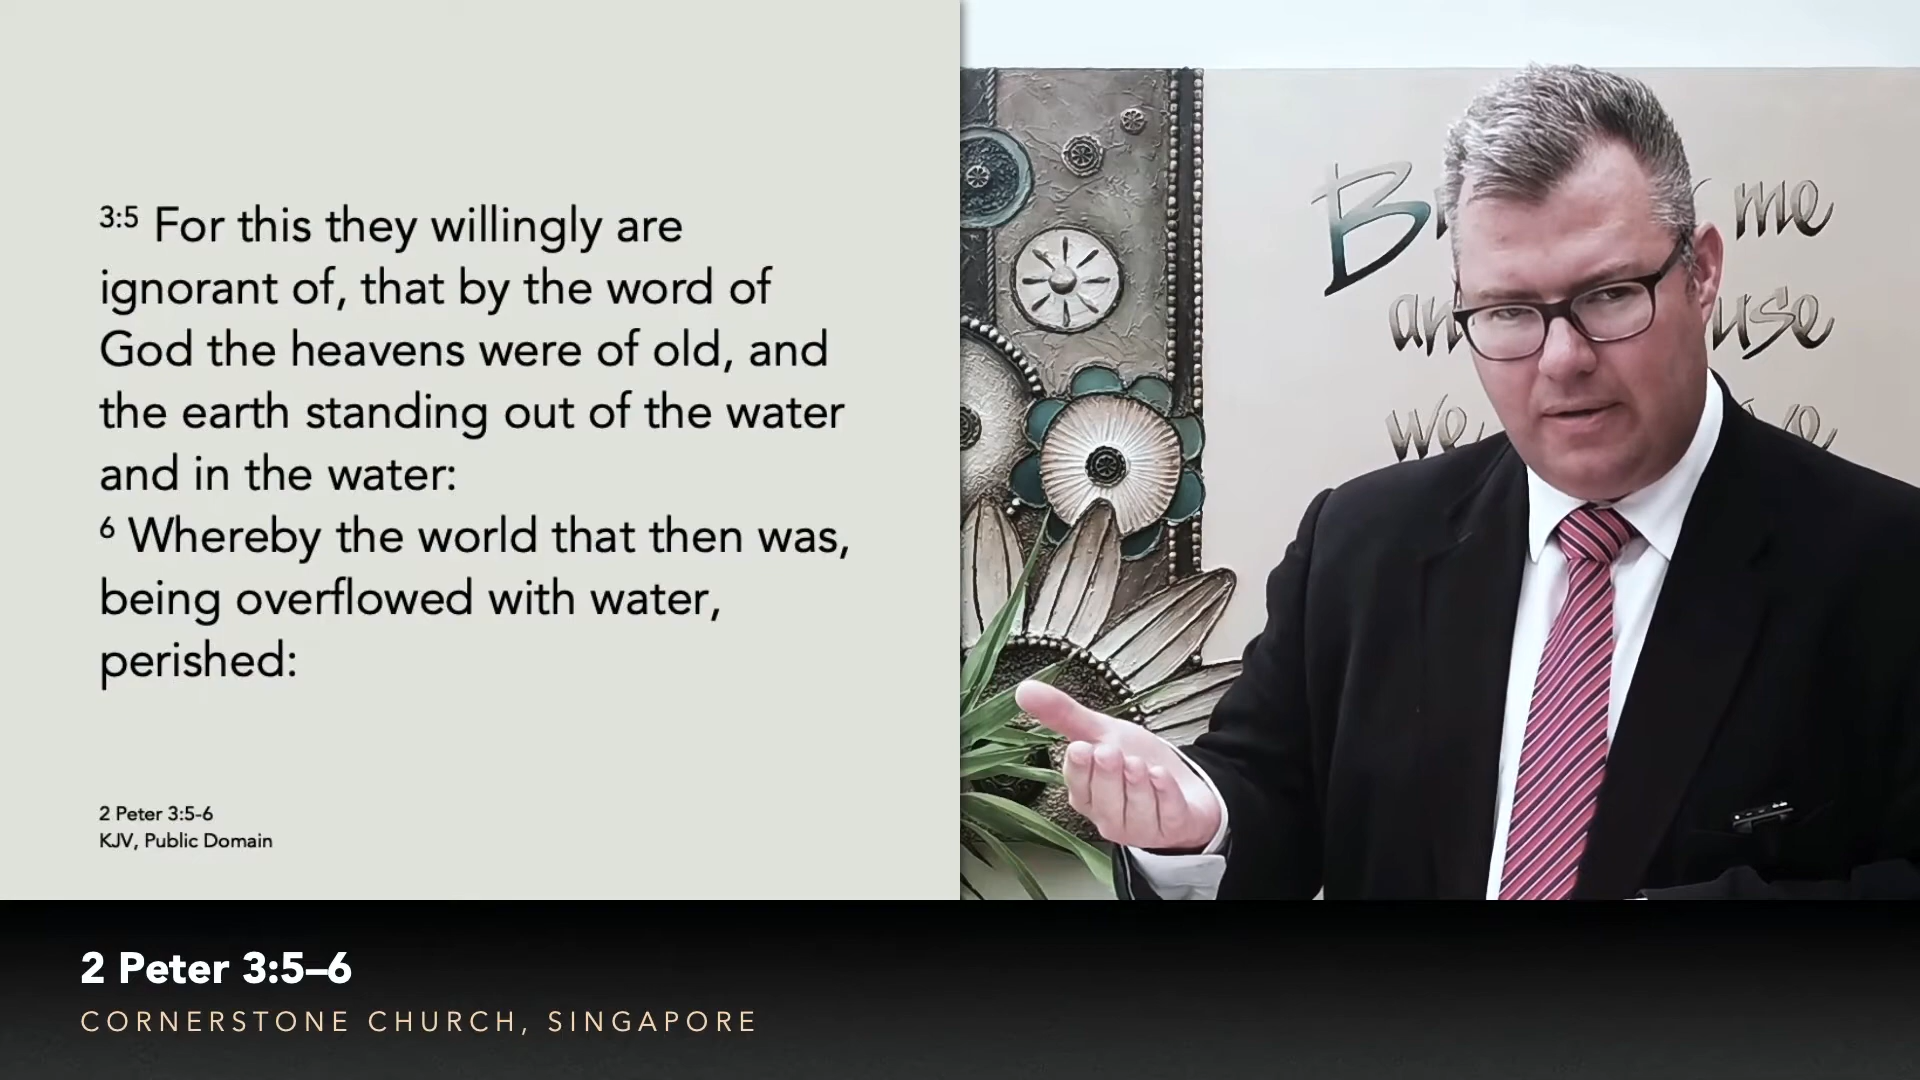 3:5 For this they willingly are
ignorant of, that by the word of
God the heavens were of old, and
the earth standing out of the water
and in the water:
6 Whereby the world that then was,
being overflowed with water,
perished:
2 Peter 3:5-6
KJV, Public Domain
me
we
2 Peter 3:5–6
CORNERSTONE CHURCH, SINGAPORE